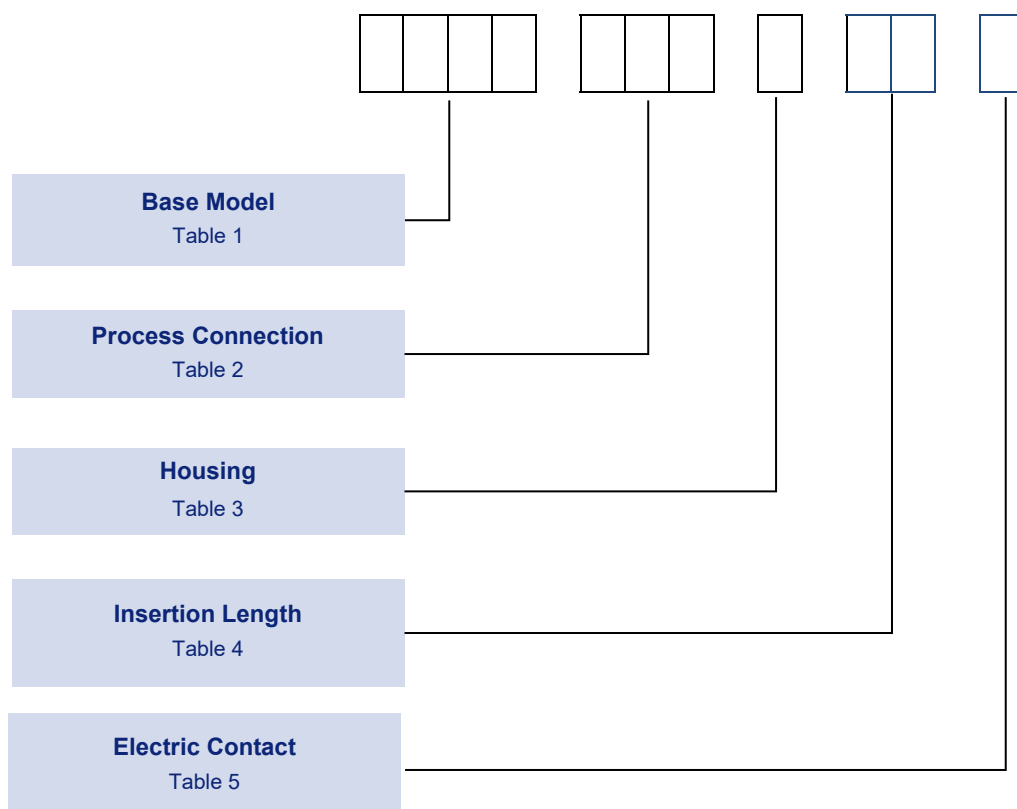 Base Model
Table 1
Process Connection
Table 2
Housing
Table 3
Insertion Length
Table 4
Electric Contact
Table 5